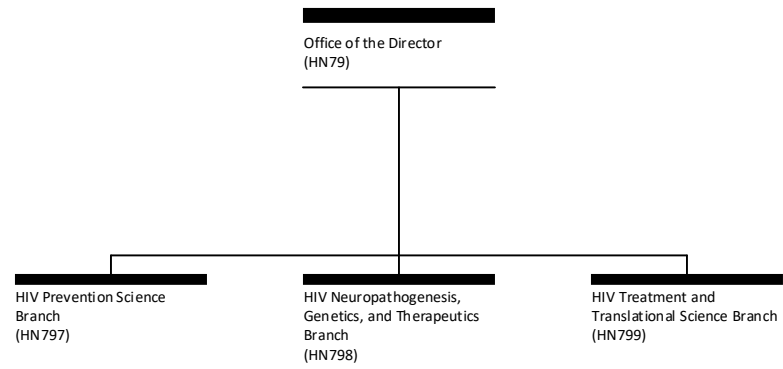 Office of the Director
(HN79)
HIV Prevention Science
Branch
(HN797)
HIV Neuropathogenesis,
Genetics, and Therapeutics
Branch
(HN798)
HIV Treatment and
Translational Science Branch
(HN799)